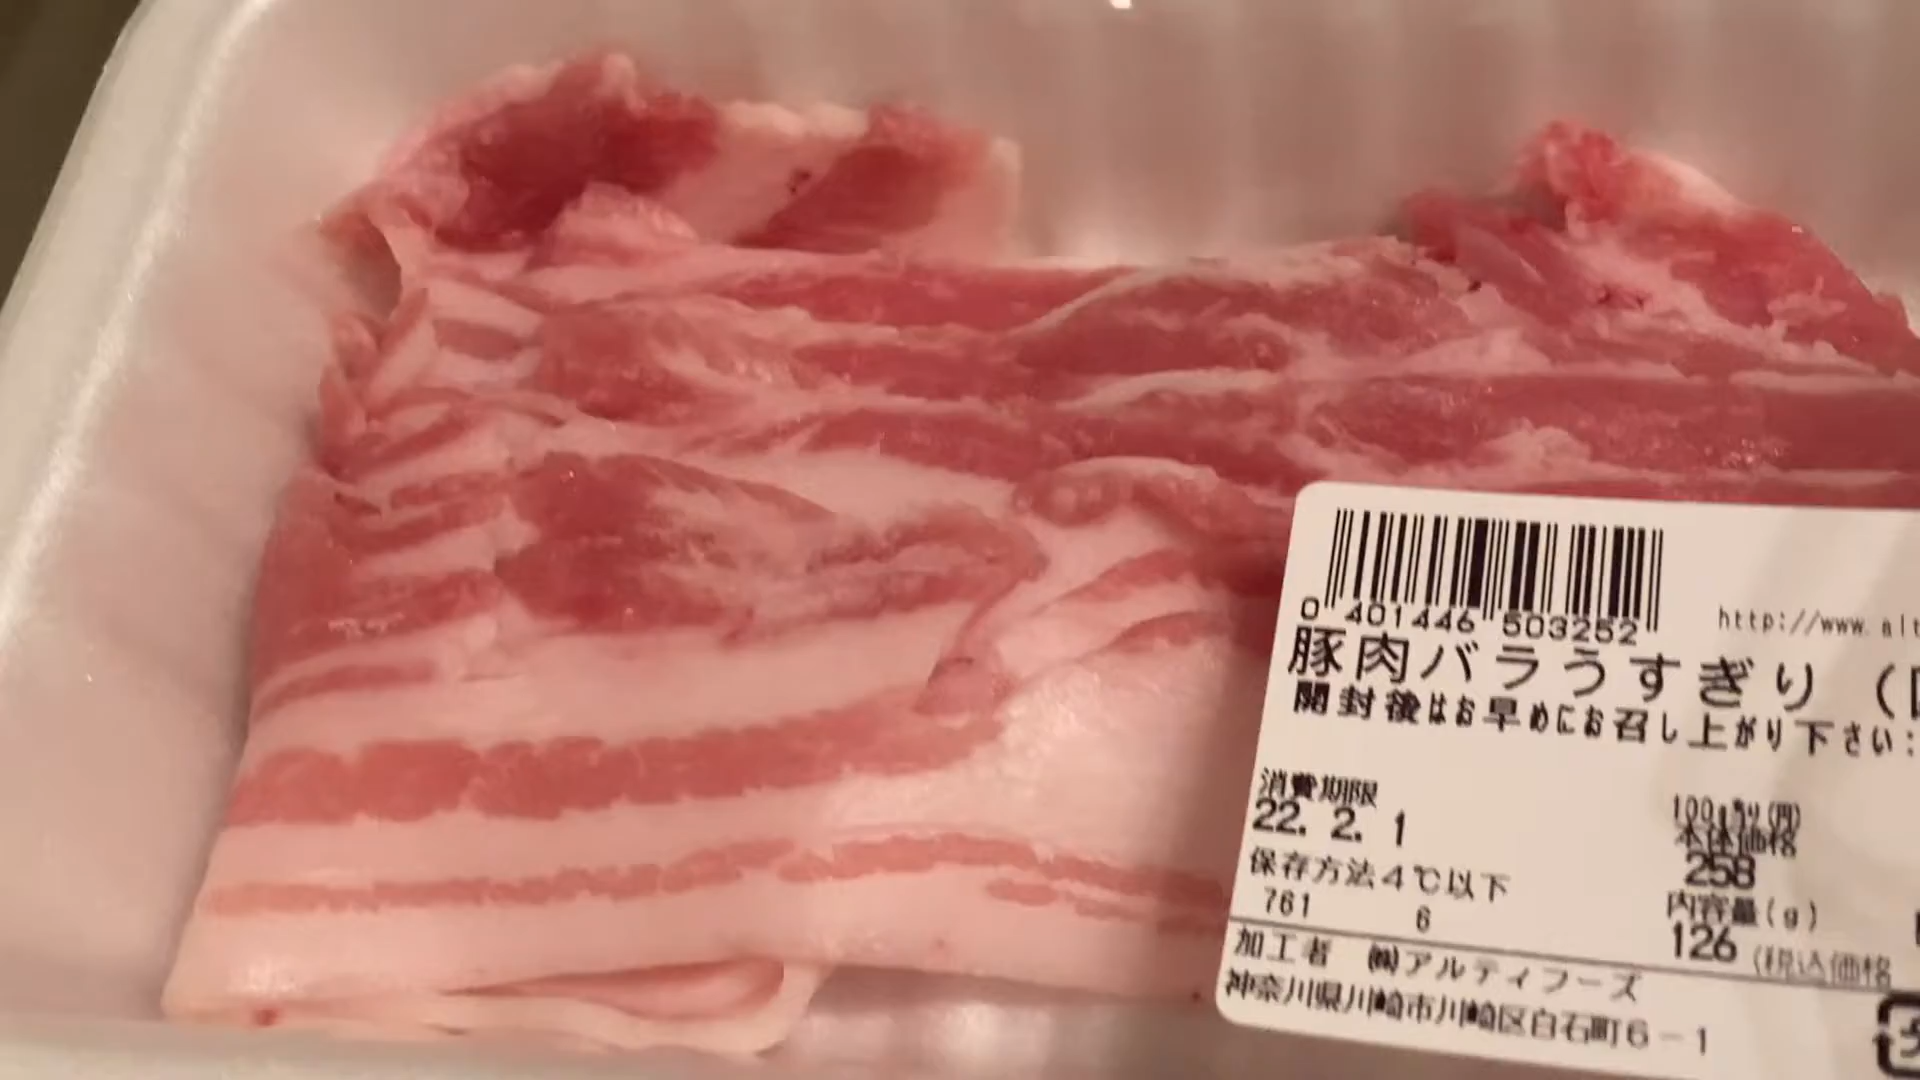 0 401446 503252
http://www.alt
豚肉バラうすぎり（
開封後はお早めにお召し上がり下さい:
消費期限
22. 2. 1
100g当り(円)
本体価格
258
保存方法4℃以下
761 6
内容量(g)
126
(税込価格
加工者 ㈱アルティフーズ
神奈川県川崎市川崎区白石町6-1